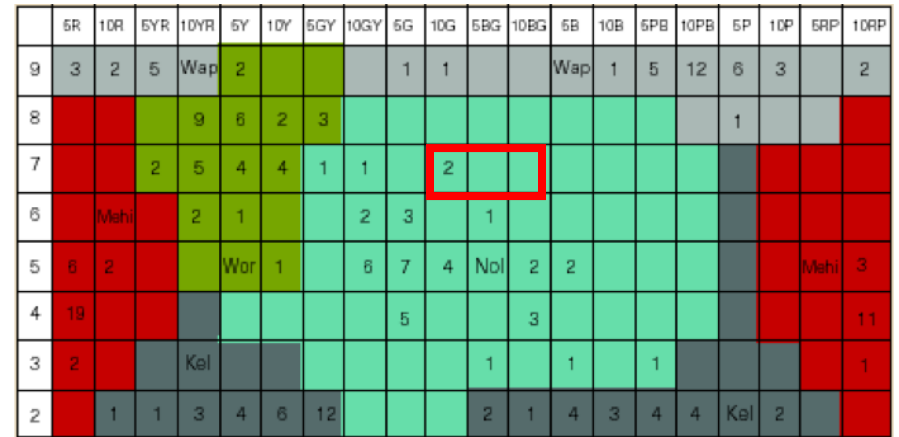 5R 10R 5YR 10YR 5Y 10Y 5GY 10GY 5G 10G 5BG 10BG 5B 10B 5PB 10PB 5P 10P 5RP 10RP
9 3 2 5 Wap 2 1 1 Wap 1 5 12 6 3 2
8 9 6 2 3 1
7 2 5 4 4 1 1 2
6 Mehi 2 1 2 3 1
5 6 2 Wor 1 6 7 4 Nol 2 2 Mehi 3
4 19 5 3 11
3 2 Kel 1 1 1 1
2 1 1 3 4 6 12 2 1 4 3 4 4 Kel 2